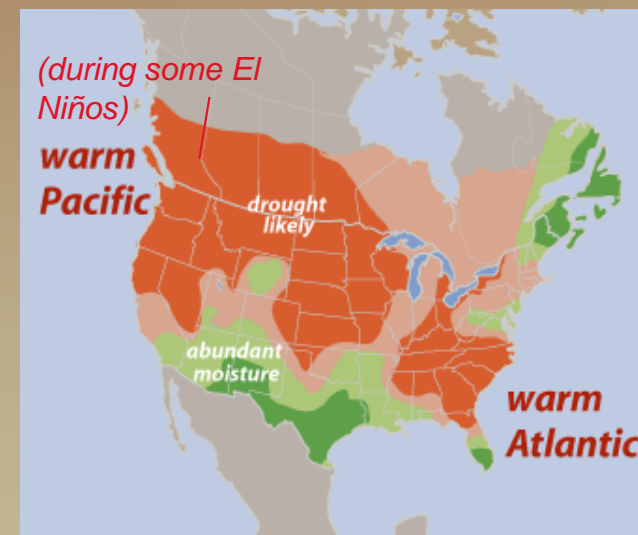 (during some El
Niños)
warm
Pacific
drought
likely
abundant
moisture
warm
Atlantic